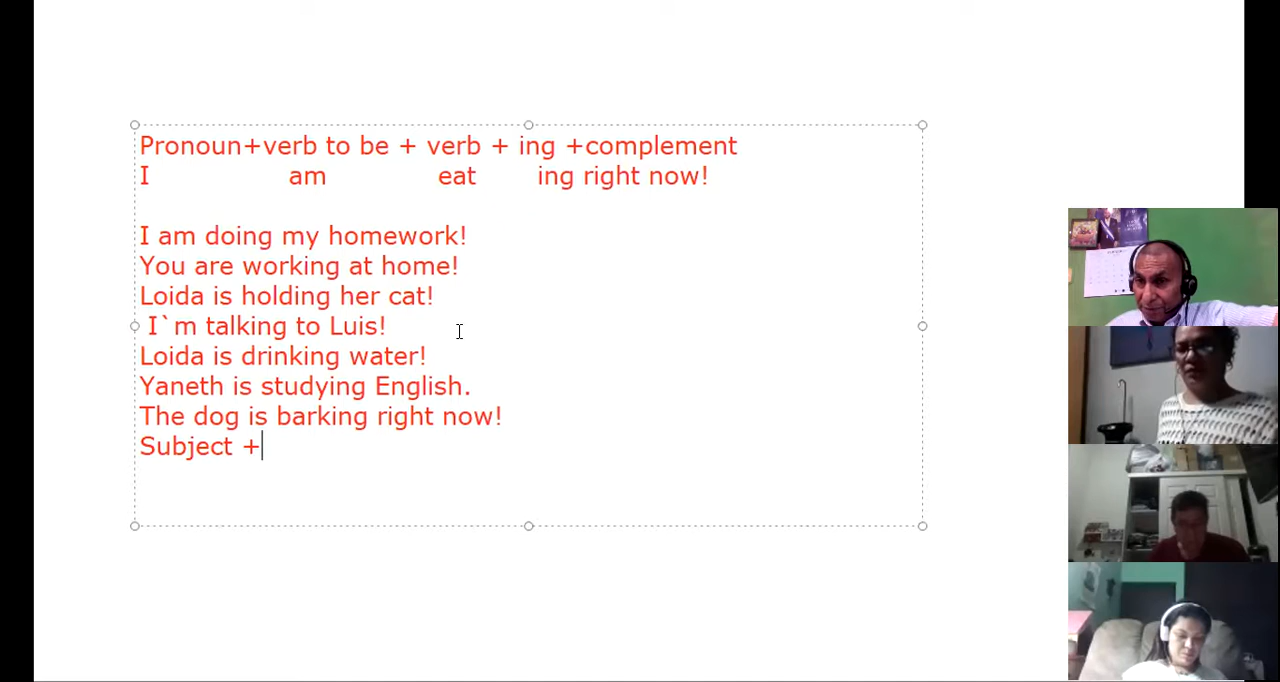 Pronoun+verb to be + verb + ing +complement
I am eat ing right now!
I am doing my homework!
You are working at home!
Loida is holding her cat!
I`m talking to Luis!
Loida is drinking water!
Yaneth is studying English.
The dog is barking right now!
Subject +